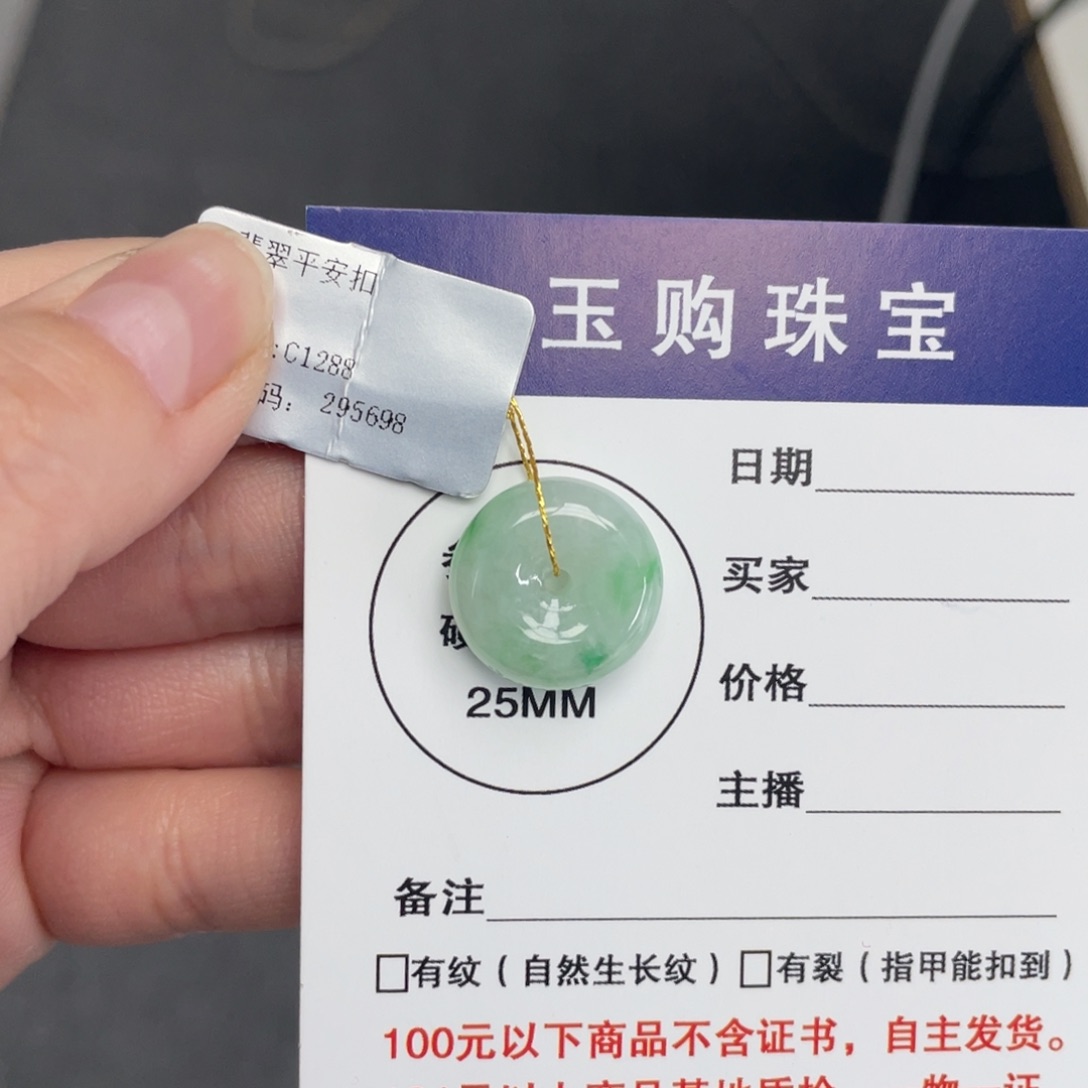 翠平安扣
:C1288
码: 295698
玉购珠宝
日期
买家
25MM
价格
主播
备注
□有纹(自然生长纹) □有裂(指甲能扣到)
100元以下商品不含证书，自主发货。